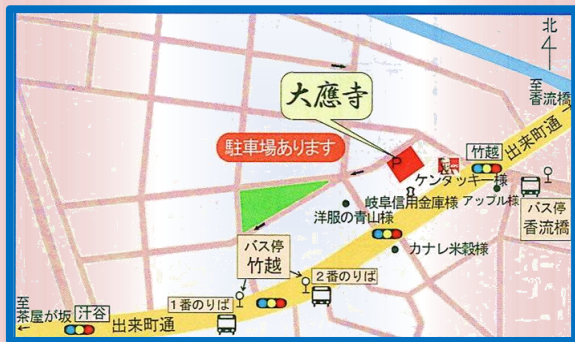 北
至
香流橋
大應寺
駐車場あります
竹越
出来町通
ケンタッキー様
岐阜信用金庫様
アップル様
バス停
香流橋
洋服の青山様
カナレ米穀様
バス停
竹越
1番のりば
2番のりば
至
茶屋が坂
汁谷
出来町通